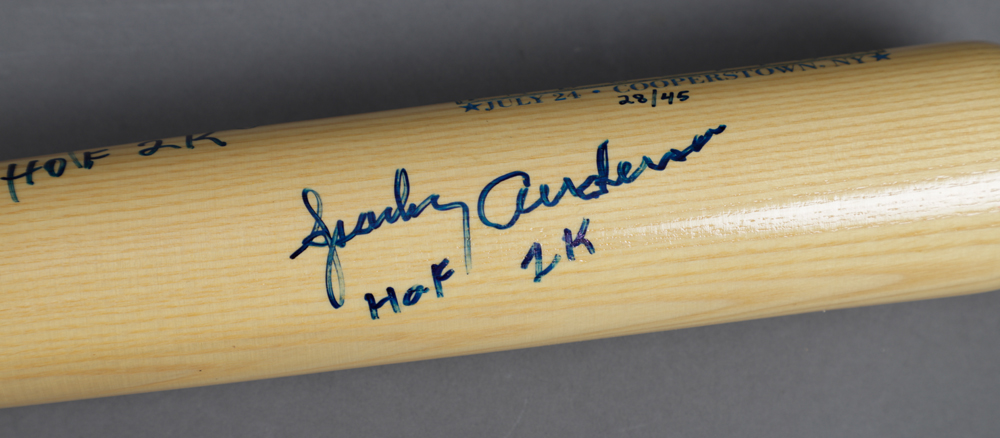 ★JULY 24 • COOPERSTOWN, NY★
28/45
HOF 2K
Sparky Anderson
HOF 2K